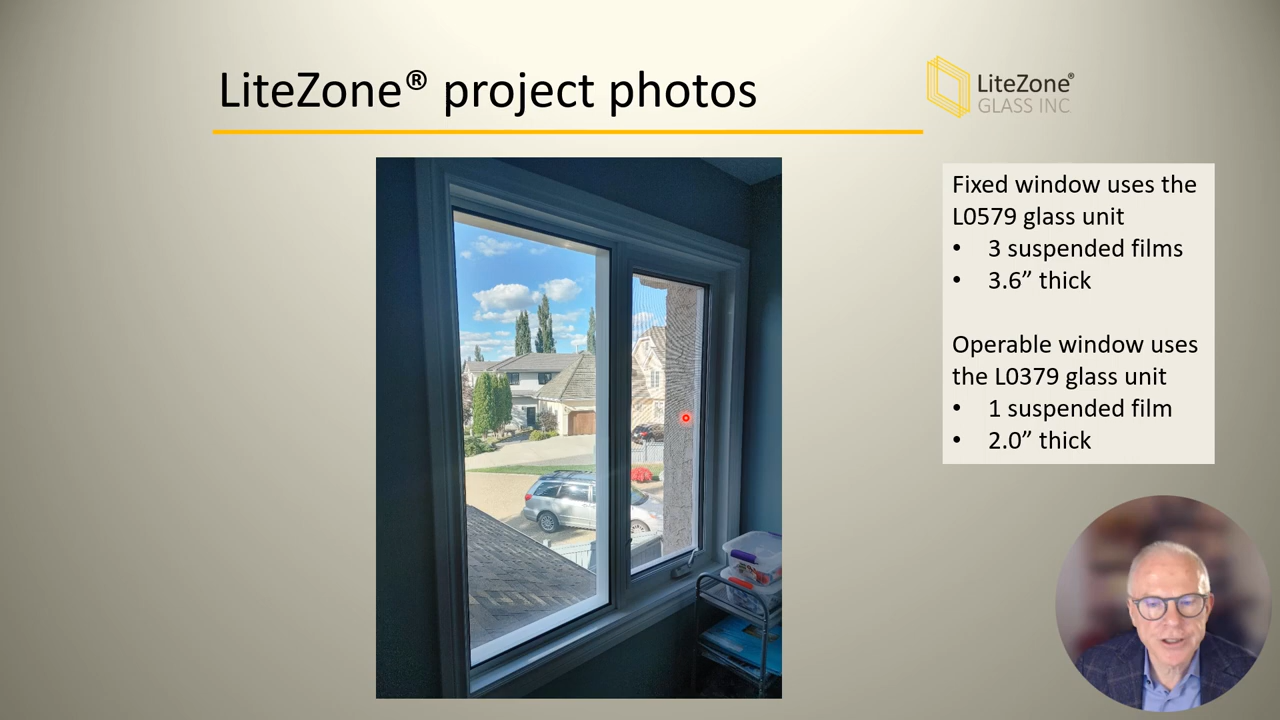 LiteZone® project photos
LiteZone®
GLASS INC.
Fixed window uses the
L0579 glass unit
• 3 suspended films
• 3.6” thick
Operable window uses
the L0379 glass unit
• 1 suspended film
• 2.0” thick